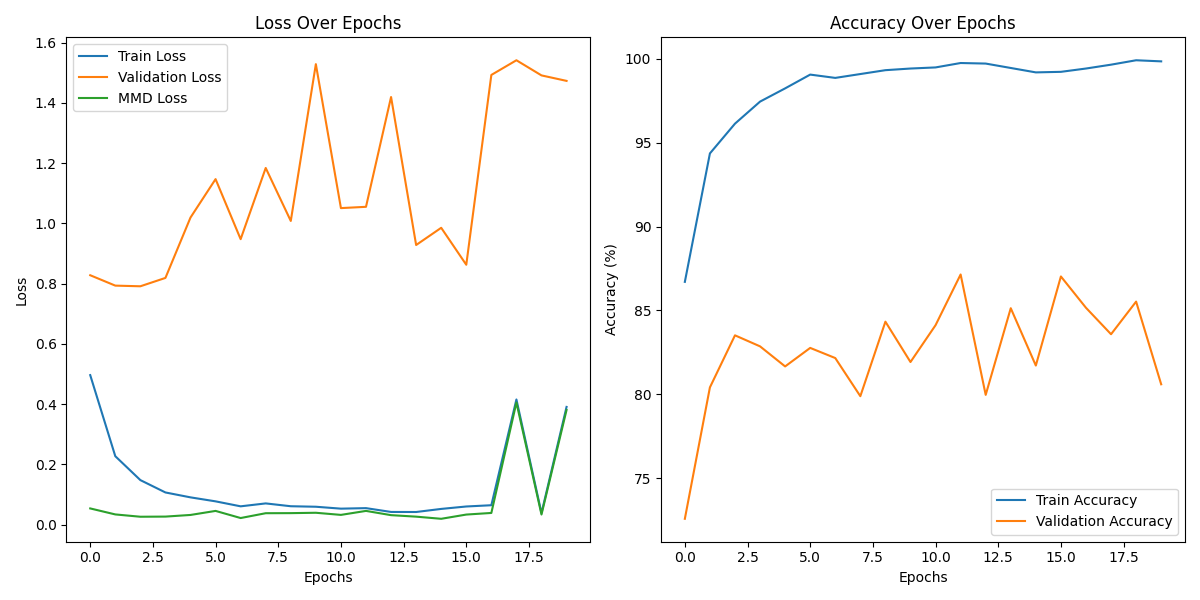 Loss Over Epochs
Train Loss
Validation Loss
MMD Loss
Loss
1.6
1.4
1.2
1.0
0.8
0.6
0.4
0.2
0.0
0.0 2.5 5.0 7.5 10.0 12.5 15.0 17.5
Epochs
Accuracy Over Epochs
Accuracy (%)
100
95
90
85
80
75
Train Accuracy
Validation Accuracy
0.0 2.5 5.0 7.5 10.0 12.5 15.0 17.5
Epochs